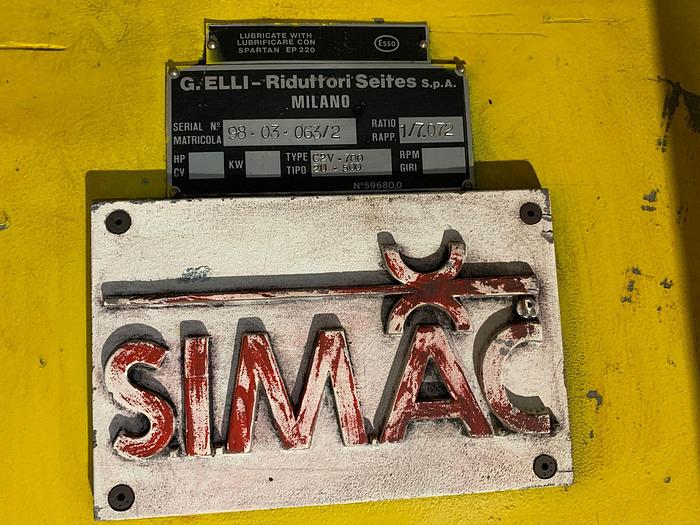 LUBRICATE WITH
LUBRIFICARE CON
SPARTAN EP 220
Esso
G. ELLI - Riduttori Seites S.p.A.
MILANO
SERIAL Nº 98-03-063/2 RATIO 1/7.072
MATRICOLA RAPP.
HP KW TYPE C2V-700 RPM
CV TIPO 2U-500 GIRI
Nº59680.0
SIMAC
R